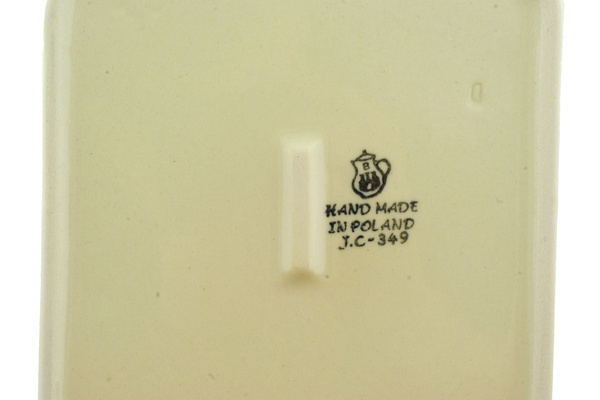 B
HAND MADE
IN POLAND
J.C-349